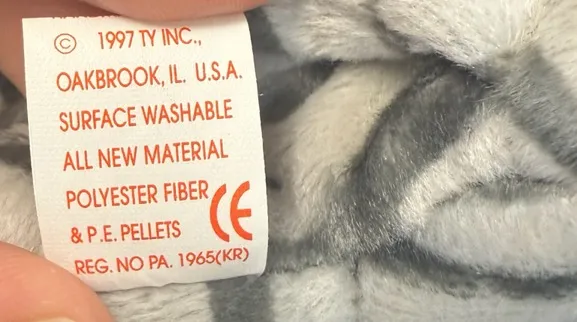 © 1997 TY INC.,
OAKBROOK, IL. U.S.A.
SURFACE WASHABLE
ALL NEW MATERIAL
POLYESTER FIBER
& P.E. PELLETS
CE
REG. NO PA. 1965(KR)